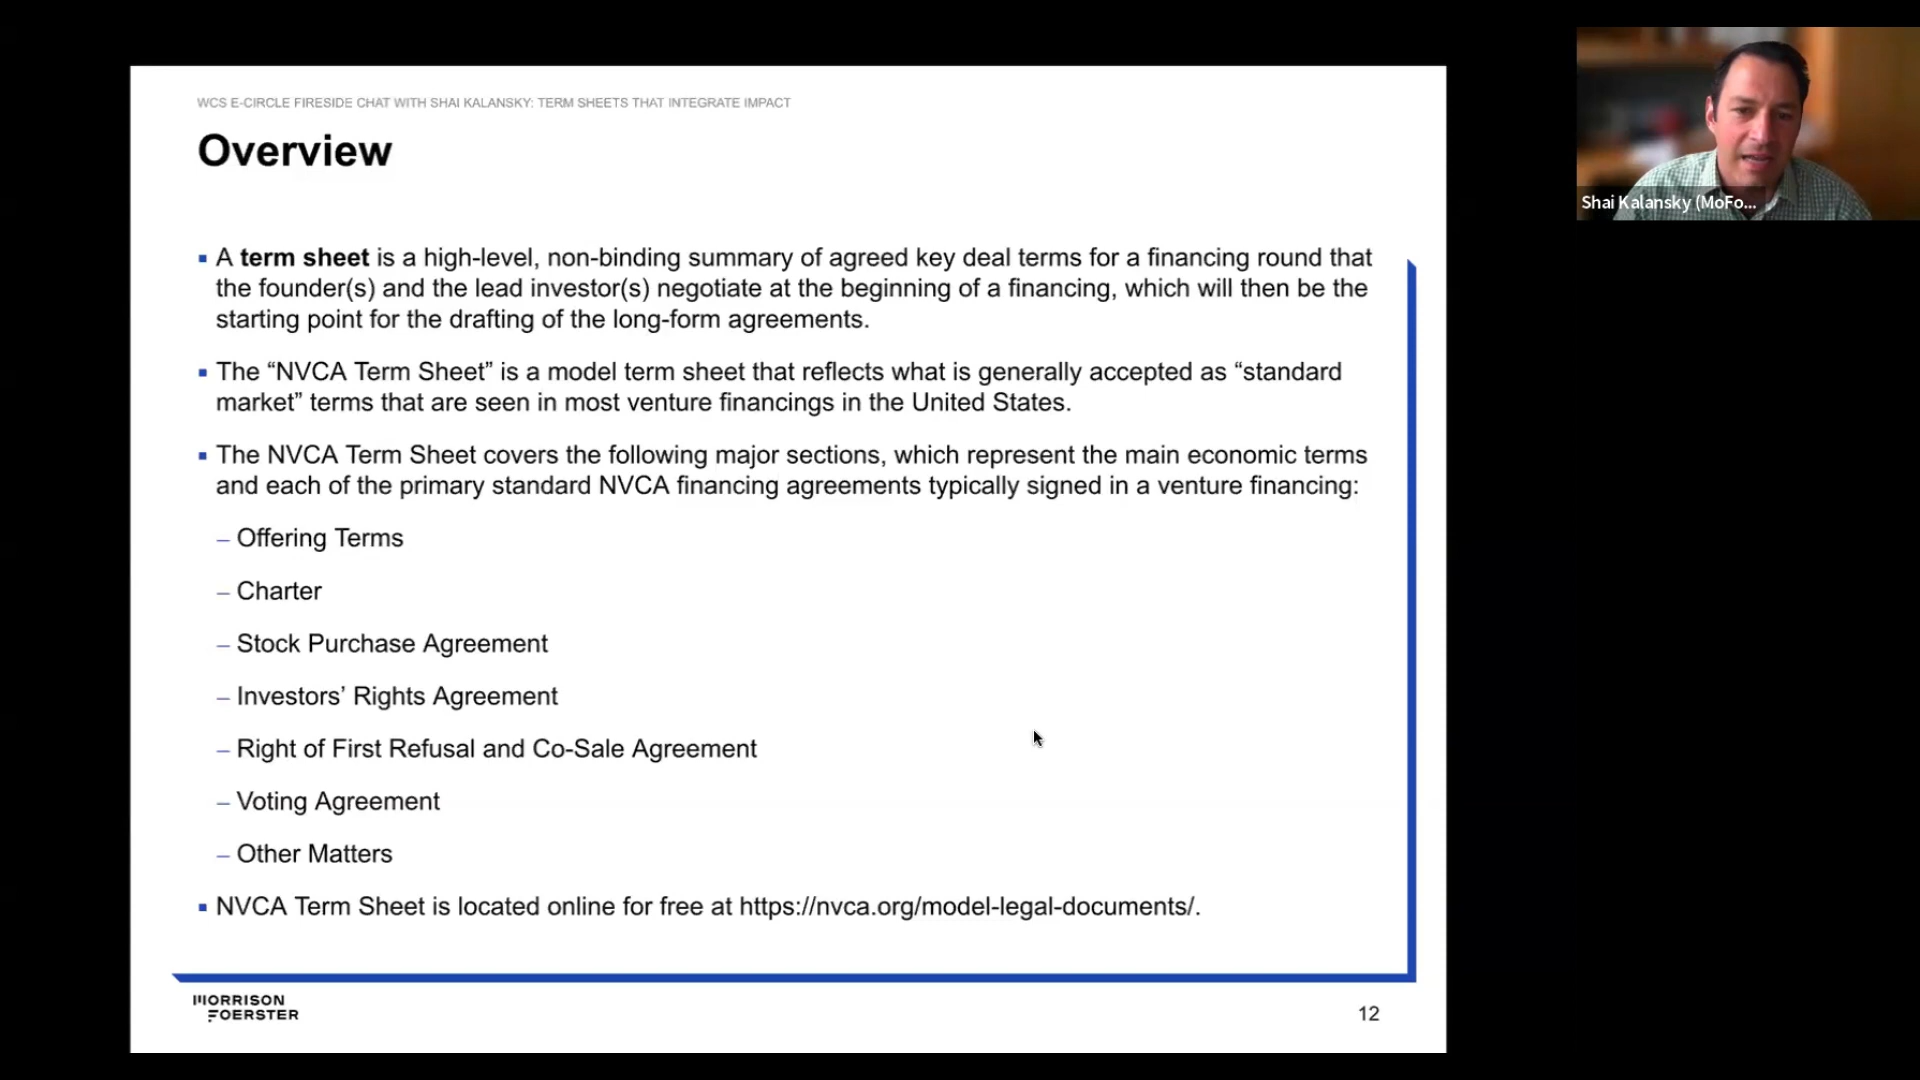 WCS E-CIRCLE FIRESIDE CHAT WITH SHAI KALANSKY: TERM SHEETS THAT INTEGRATE IMPACT
Overview
▪ A term sheet is a high-level, non-binding summary of agreed key deal terms for a financing round that
the founder(s) and the lead investor(s) negotiate at the beginning of a financing, which will then be the
starting point for the drafting of the long-form agreements.
▪ The “NVCA Term Sheet” is a model term sheet that reflects what is generally accepted as “standard
market” terms that are seen in most venture financings in the United States.
▪ The NVCA Term Sheet covers the following major sections, which represent the main economic terms
and each of the primary standard NVCA financing agreements typically signed in a venture financing:
– Offering Terms
– Charter
– Stock Purchase Agreement
– Investors’ Rights Agreement
– Right of First Refusal and Co-Sale Agreement
– Voting Agreement
– Other Matters
▪ NVCA Term Sheet is located online for free at https://nvca.org/model-legal-documents/.
MORRISON
FOERSTER
12
Shai Kalansky (MoFo...